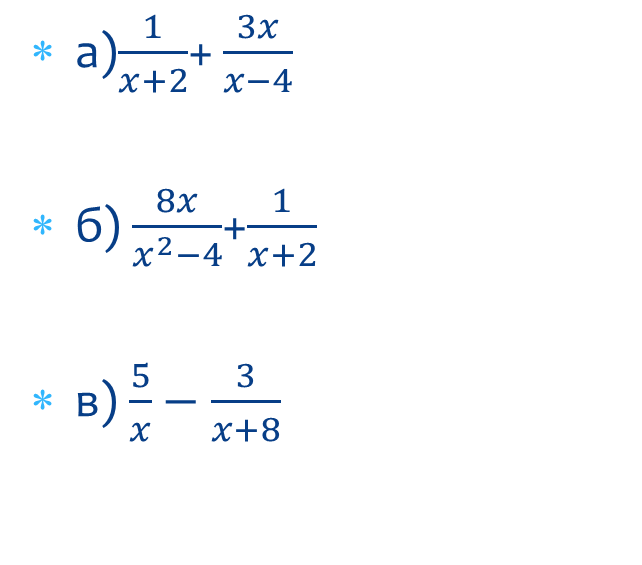 * а) 1/(x+2) + 3x/(x−4)
* б) 8x/(x²−4) + 1/(x+2)
* в) 5/x − 3/(x+8)